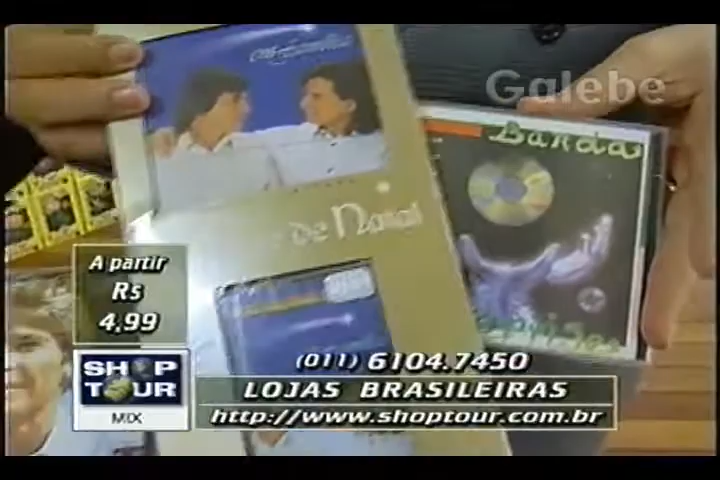 Galebe
Banda
de Natal
A partir
R$
4,99
SHOP
TOUR
MIX
(011) 6104.7450
LOJAS BRASILEIRAS
http://www.shoptour.com.br